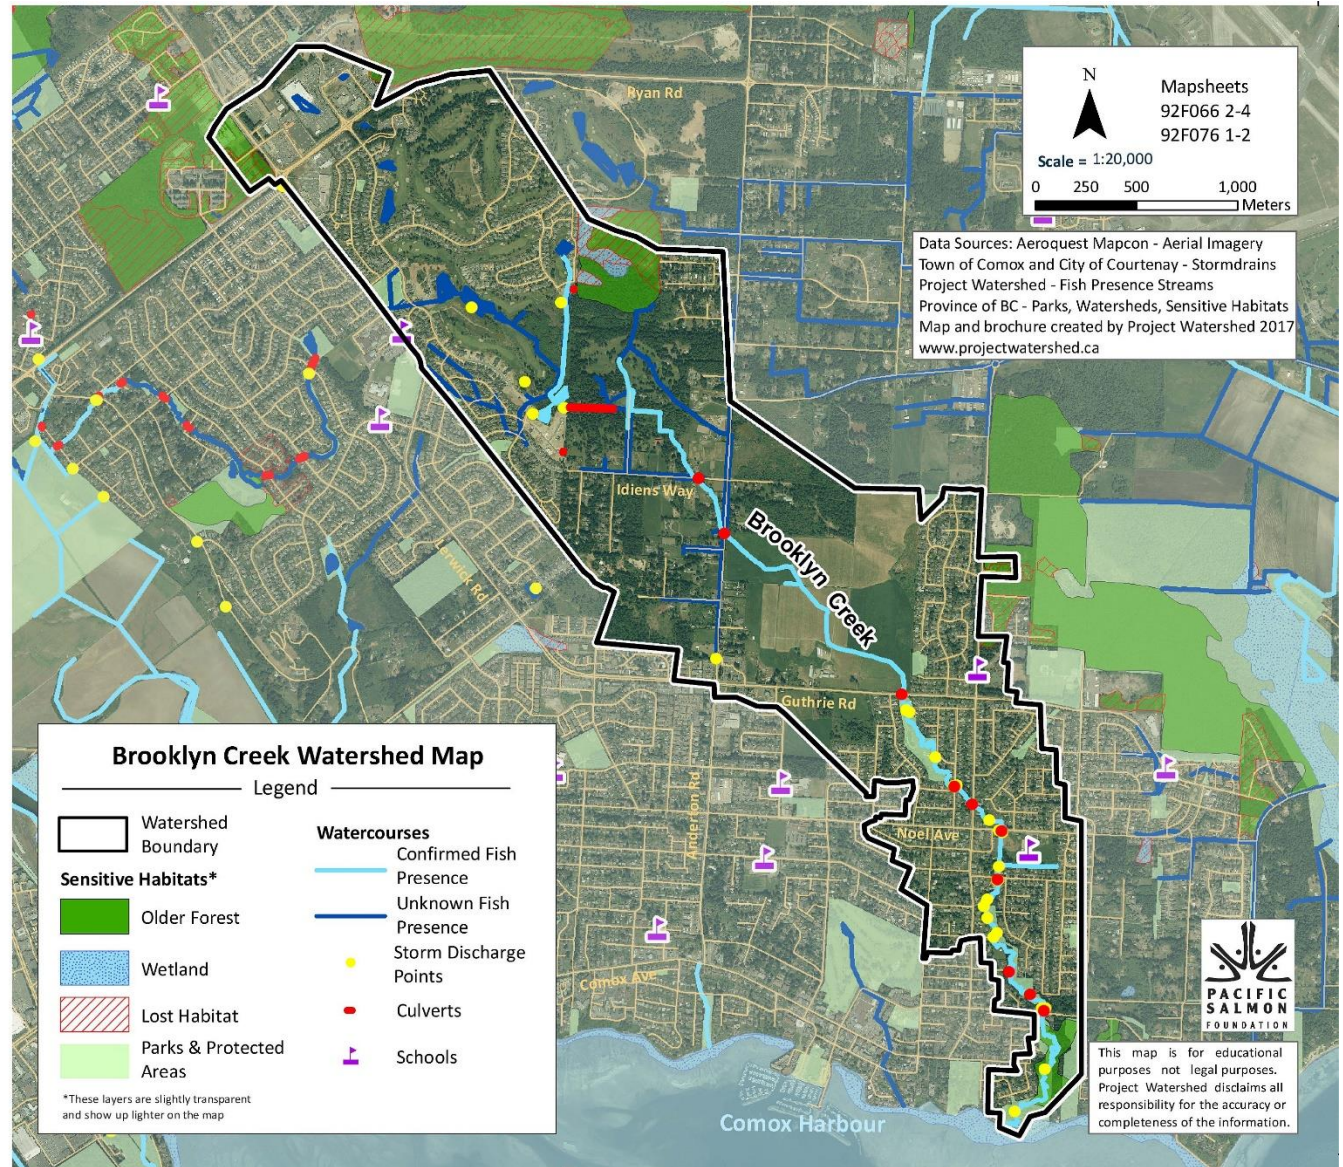 N
Mapsheets
92F066 2-4
92F076 1-2
Scale = 1:20,000
0 250 500 1,000
Meters
Data Sources: Aeroquest Mapcon - Aerial Imagery
Town of Comox and City of Courtenay - Stormdrains
Project Watershed - Fish Presence Streams
Province of BC - Parks, Watersheds, Sensitive Habitats
Map and brochure created by Project Watershed 2017
www.projectwatershed.ca
Ryan Rd
Idiens Way
Brooklyn Creek
Guthrie Rd
Anderton Rd
Noel Ave
Comox Ave
Comox Harbour
Brooklyn Creek Watershed Map
Legend
Watershed
Boundary
Sensitive Habitats*
Older Forest
Wetland
Lost Habitat
Parks & Protected
Areas
*These layers are slightly transparent
and show up lighter on the map
Watercourses
Confirmed Fish
Presence
Unknown Fish
Presence
Storm Discharge
Points
Culverts
Schools
PACIFIC
SALMON
FOUNDATION
This map is for educational
purposes not legal purposes.
Project Watershed disclaims all
responsibility for the accuracy or
completeness of the information.